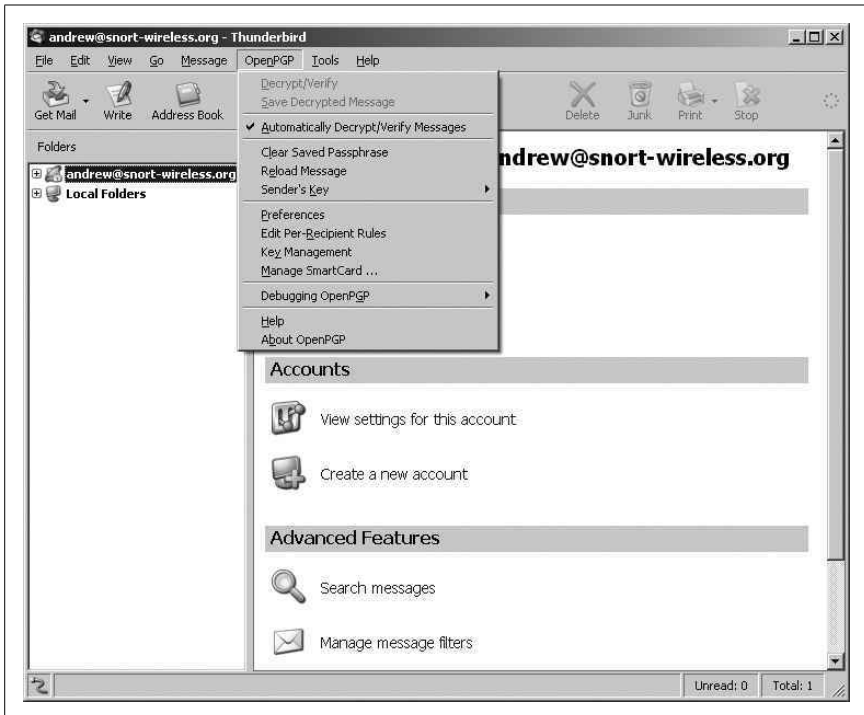 andrew@snort-wireless.org - Thunderbird
File Edit View Go Message OpenPGP Tools Help
Get Mail Write Address Book Delete Junk Print Stop
Decrypt/Verify
Save Decrypted Message
Automatically Decrypt/Verify Messages
Clear Saved Passphrase
Reload Message
Sender's Key
Preferences
Edit Per-Recipient Rules
Key Management
Manage SmartCard ...
Debugging OpenPGP
Help
About OpenPGP
Folders
andrew@snort-wireless.org
Local Folders
ndrew@snort-wireless.org
Accounts
View settings for this account
Create a new account
Advanced Features
Search messages
Manage message filters
Unread: 0 Total: 1